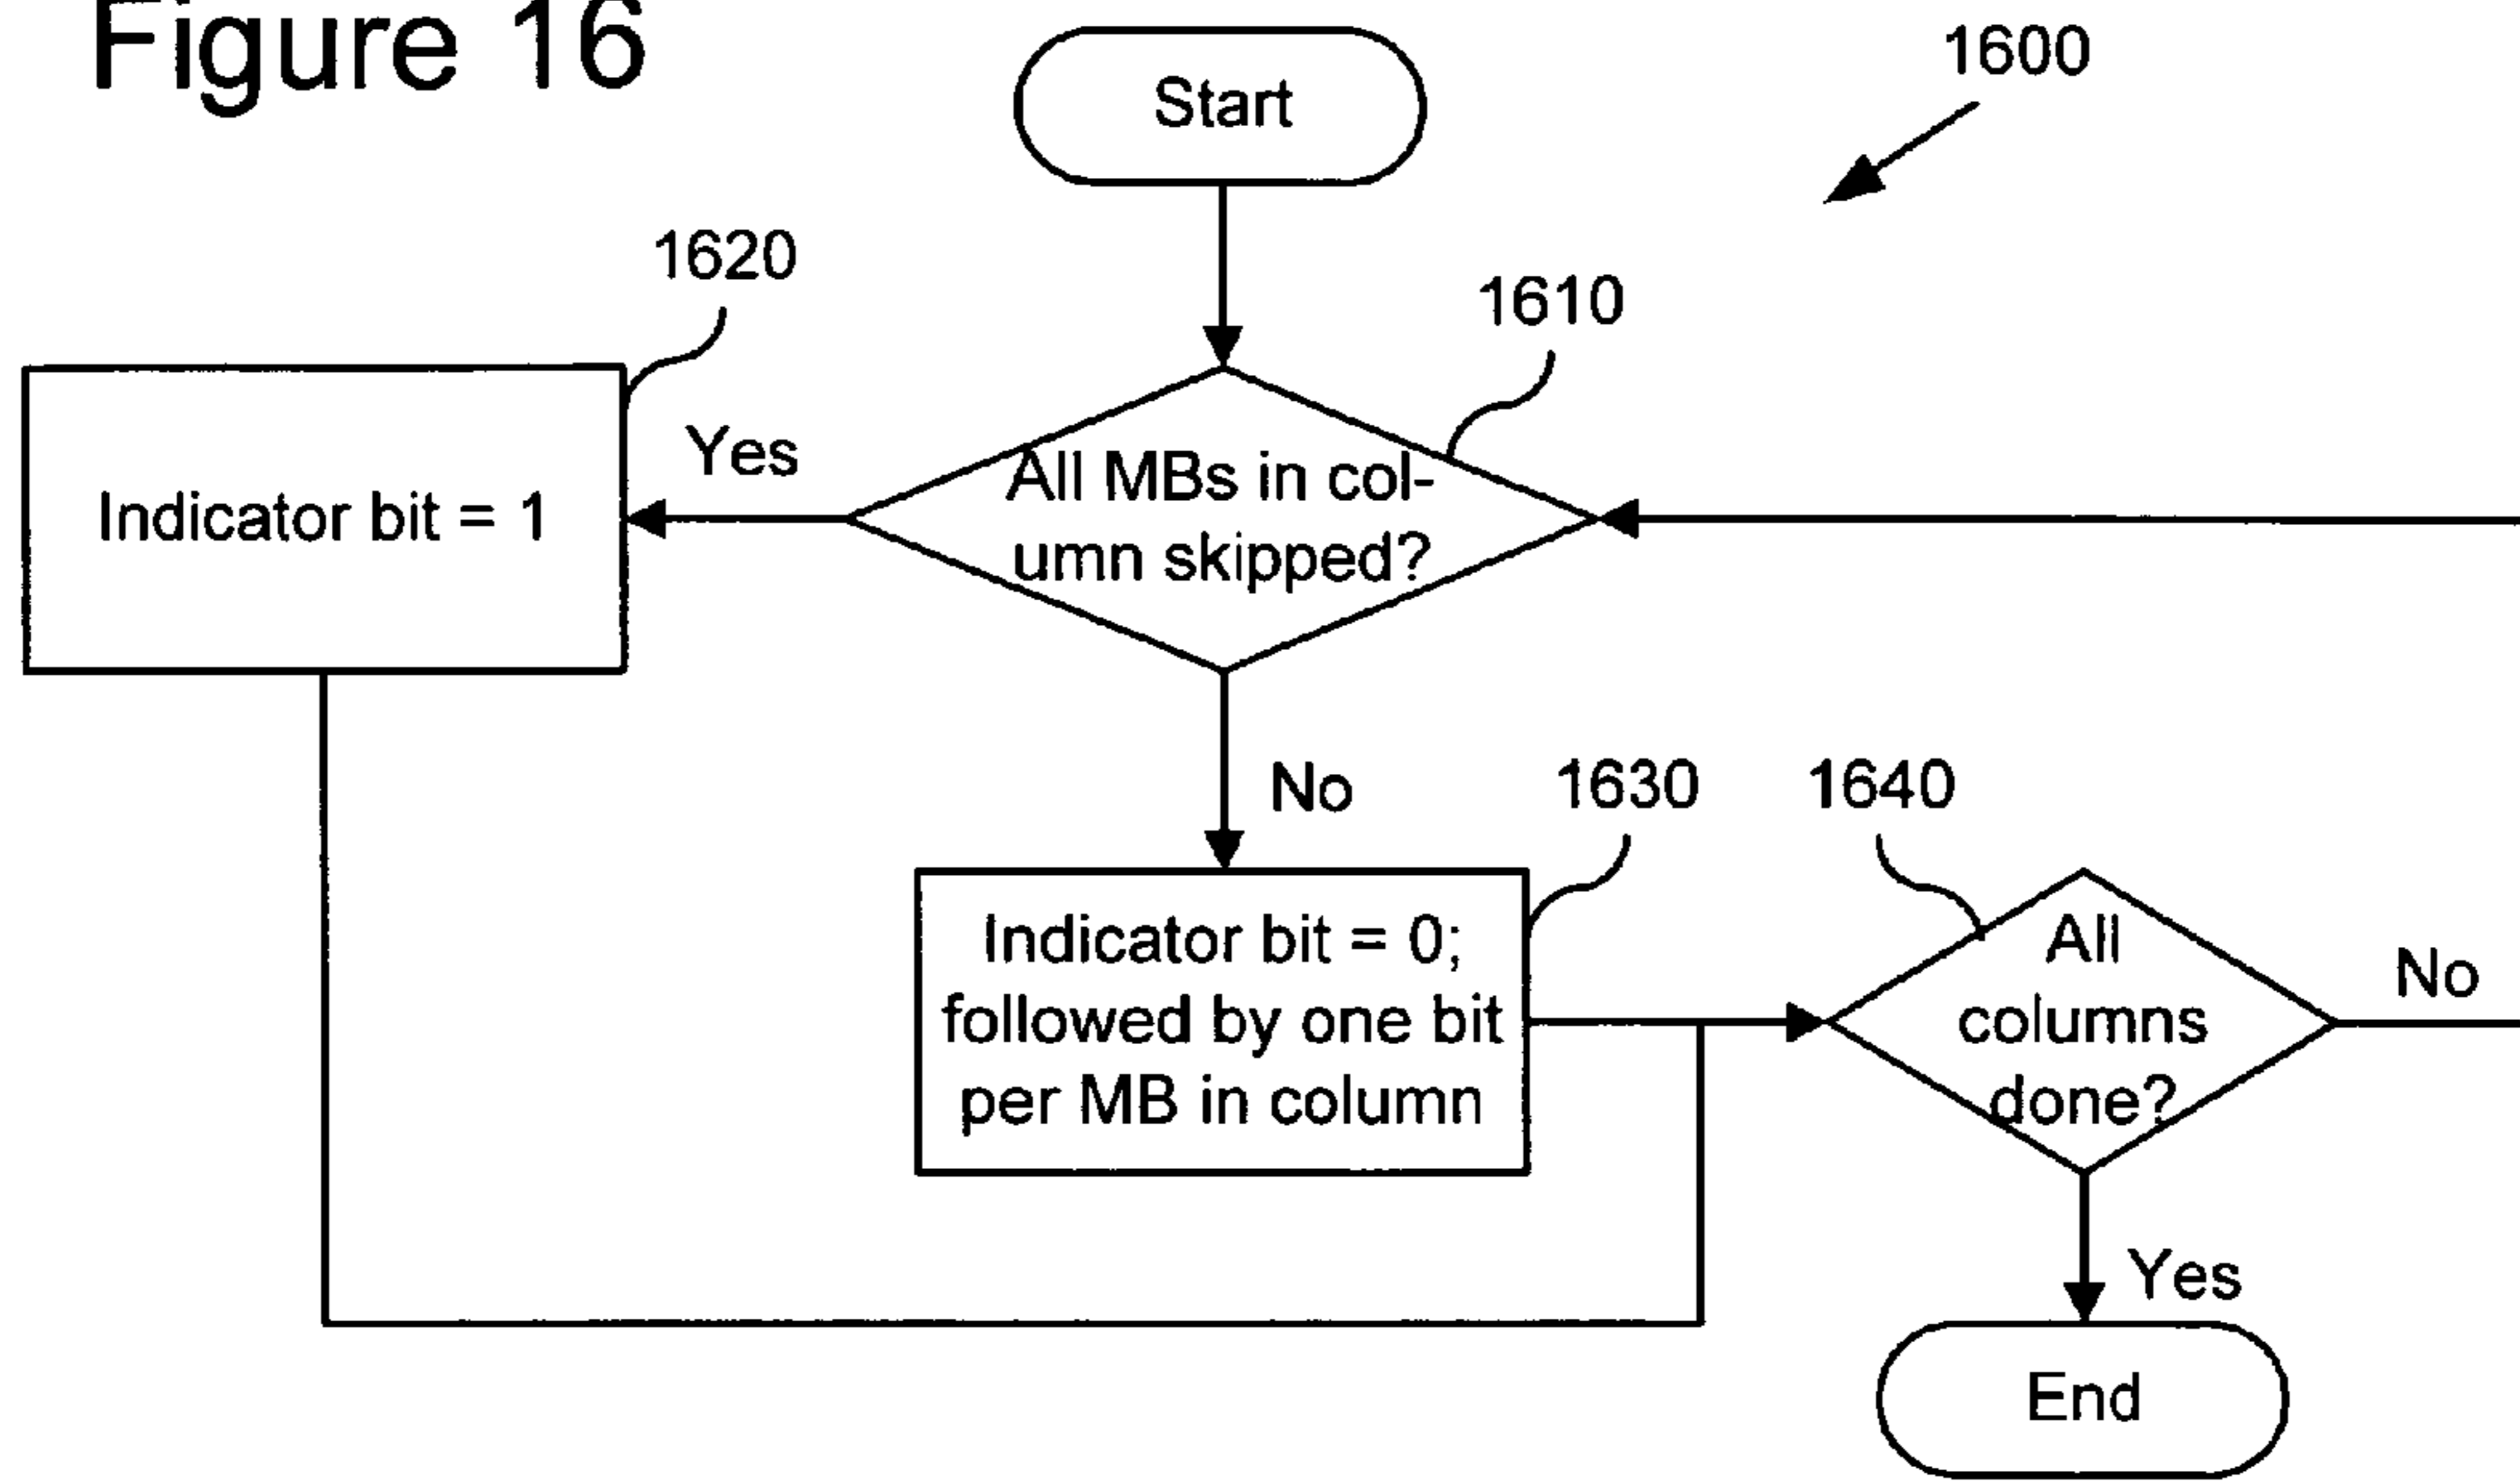 Figure 16
Start
1600
1620
1610
Yes
All MBs in col-
umn skipped?
Indicator bit = 1
No
1630
1640
Indicator bit = 0;
followed by one bit
per MB in column
All
columns
done?
No
Yes
End